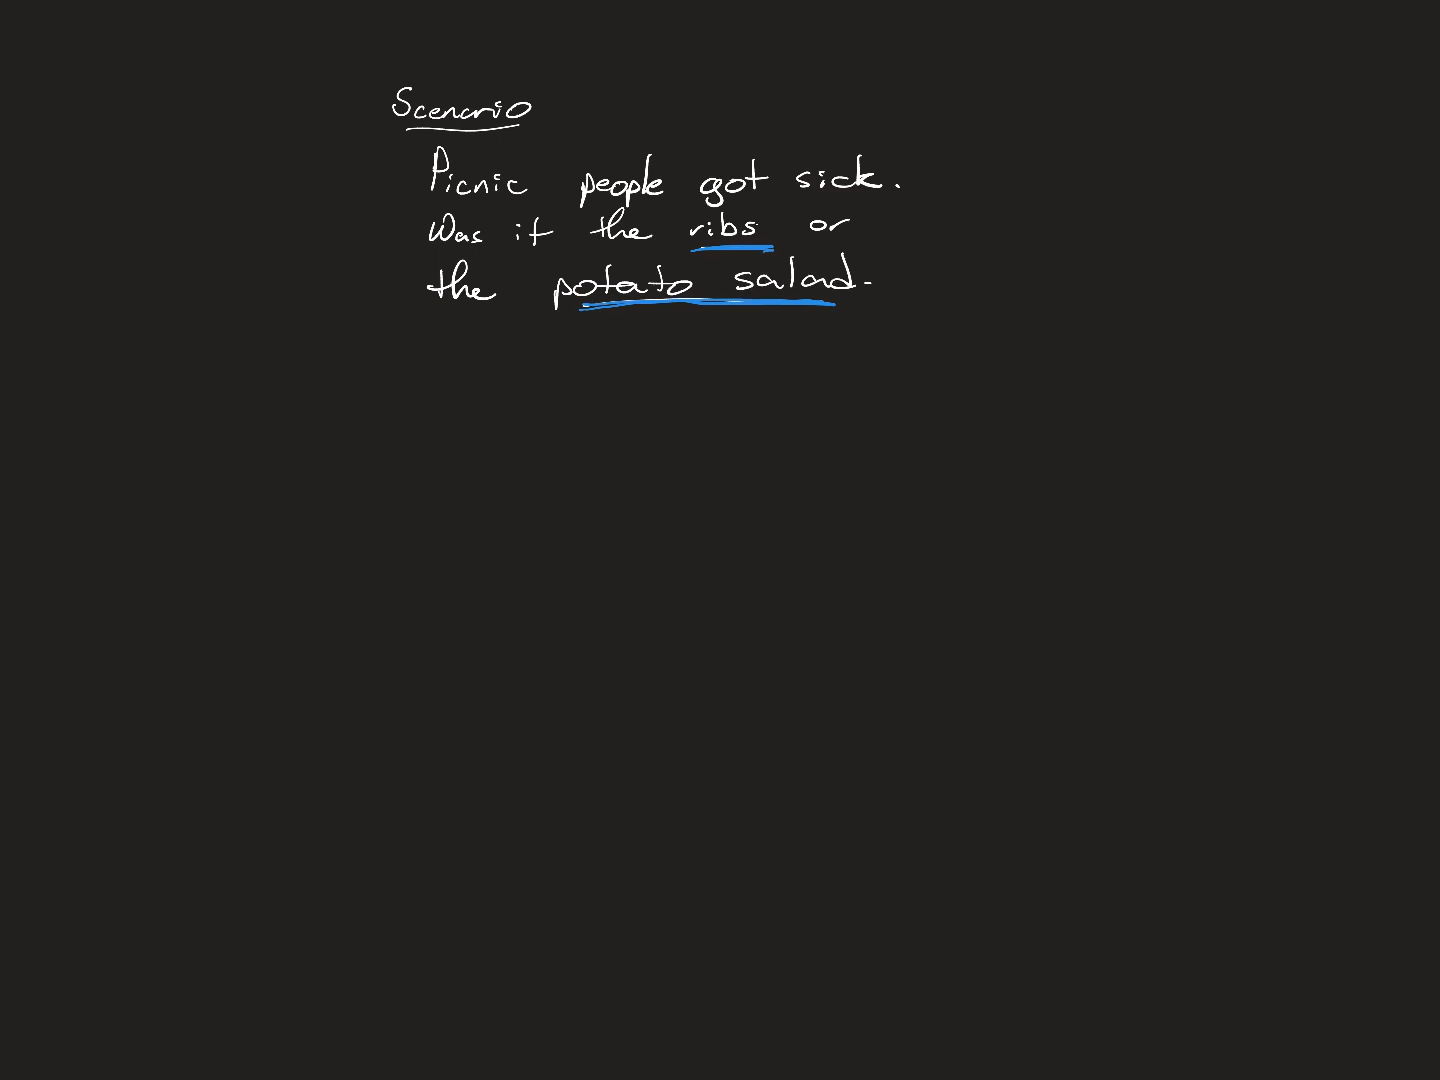 Scenario
Picnic people got sick.
Was it the ribs or
the potato salad.